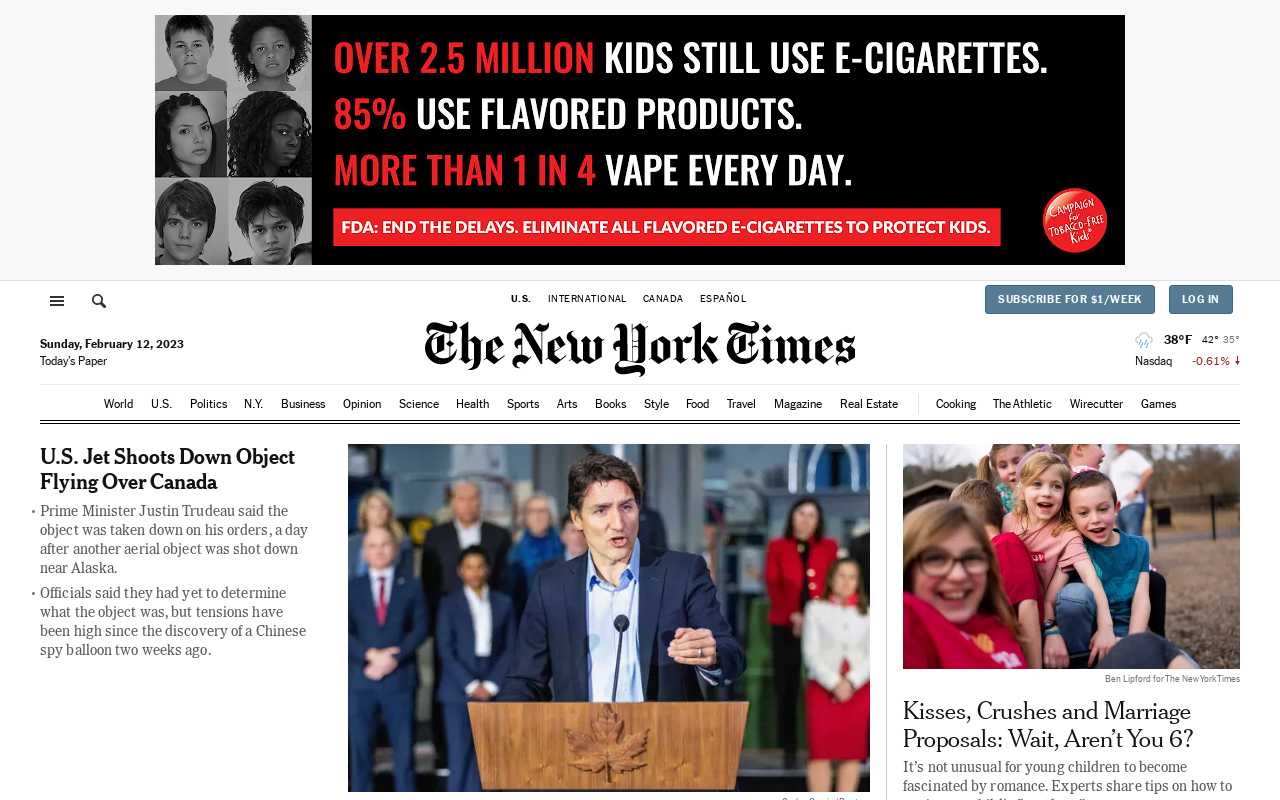 OVER 2.5 MILLION KIDS STILL USE E-CIGARETTES.
85% USE FLAVORED PRODUCTS.
MORE THAN 1 IN 4 VAPE EVERY DAY.
FDA: END THE DELAYS. ELIMINATE ALL FLAVORED E-CIGARETTES TO PROTECT KIDS.
CAMPAIGN
for
TOBACCO-FREE
Kids®
U.S. INTERNATIONAL CANADA ESPAÑOL
SUBSCRIBE FOR $1/WEEK LOG IN
The New York Times
Sunday, February 12, 2023
Today's Paper
38°F 42° 35°
Nasdaq -0.61%
World U.S. Politics N.Y. Business Opinion Science Health Sports Arts Books Style Food Travel Magazine Real Estate Cooking The Athletic Wirecutter Games
U.S. Jet Shoots Down Object
Flying Over Canada
• Prime Minister Justin Trudeau said the
object was taken down on his orders, a day
after another aerial object was shot down
near Alaska.
• Officials said they had yet to determine
what the object was, but tensions have
been high since the discovery of a Chinese
spy balloon two weeks ago.
Ben Lipford for The New York Times
Kisses, Crushes and Marriage
Proposals: Wait, Aren't You 6?
It's not unusual for young children to become
fascinated by romance. Experts share tips on how to